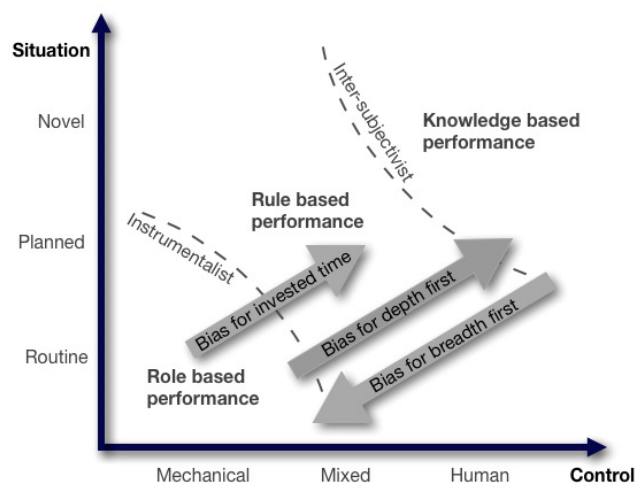 Situation
Novel
Planned
Routine
Inter-subjectivist
Knowledge based
performance
Rule based
performance
Instrumentalist
Bias for invested time
Bias for depth first
Bias for breadth first
Role based
performance
Mechanical
Mixed
Human
Control